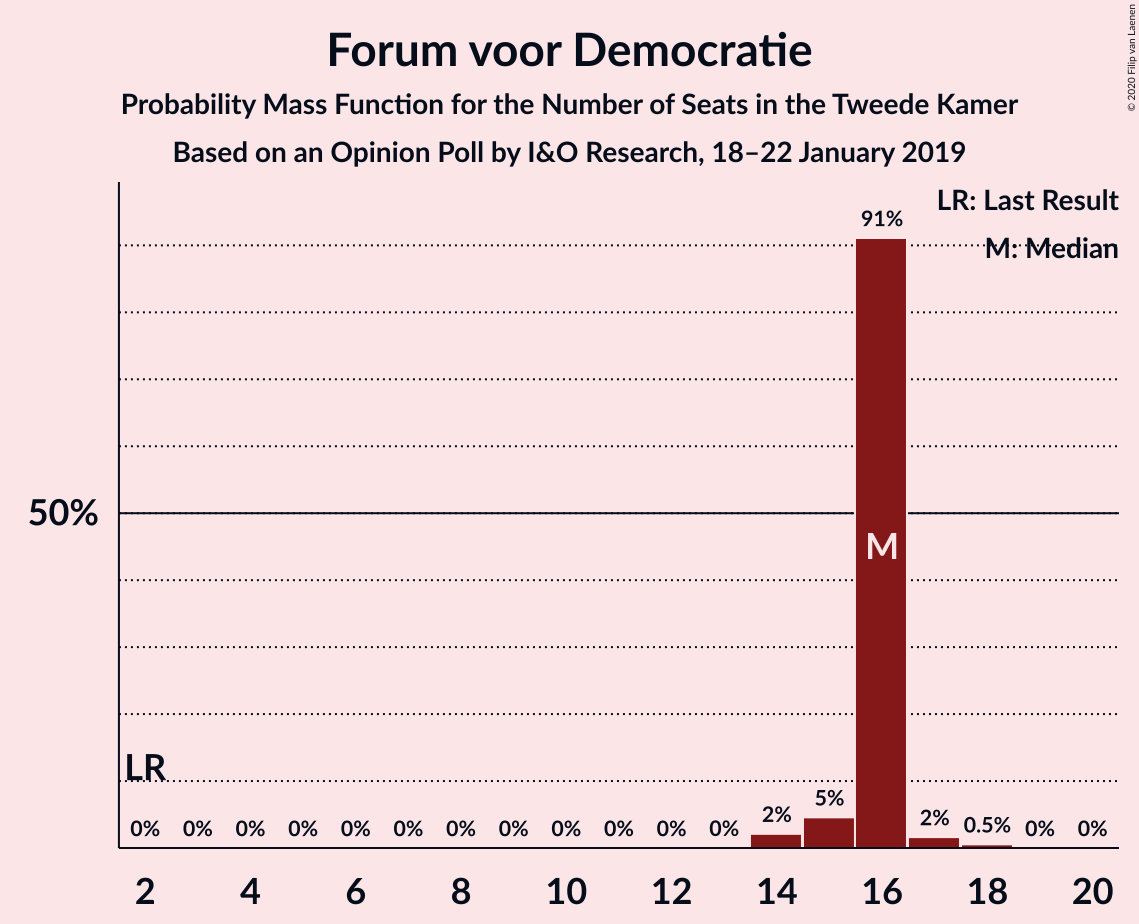 Forum voor Democratie
Probability Mass Function for the Number of Seats in the Tweede Kamer
Based on an Opinion Poll by I&O Research, 18–22 January 2019
© 2020 Filip van Laenen
LR: Last Result
M: Median
91%
50%
M
LR
0% 0% 0% 0% 0% 0% 0% 0% 0% 0% 0% 0% 2% 5% 2% 0.5% 0% 0%
2 4 6 8 10 12 14 16 18 20